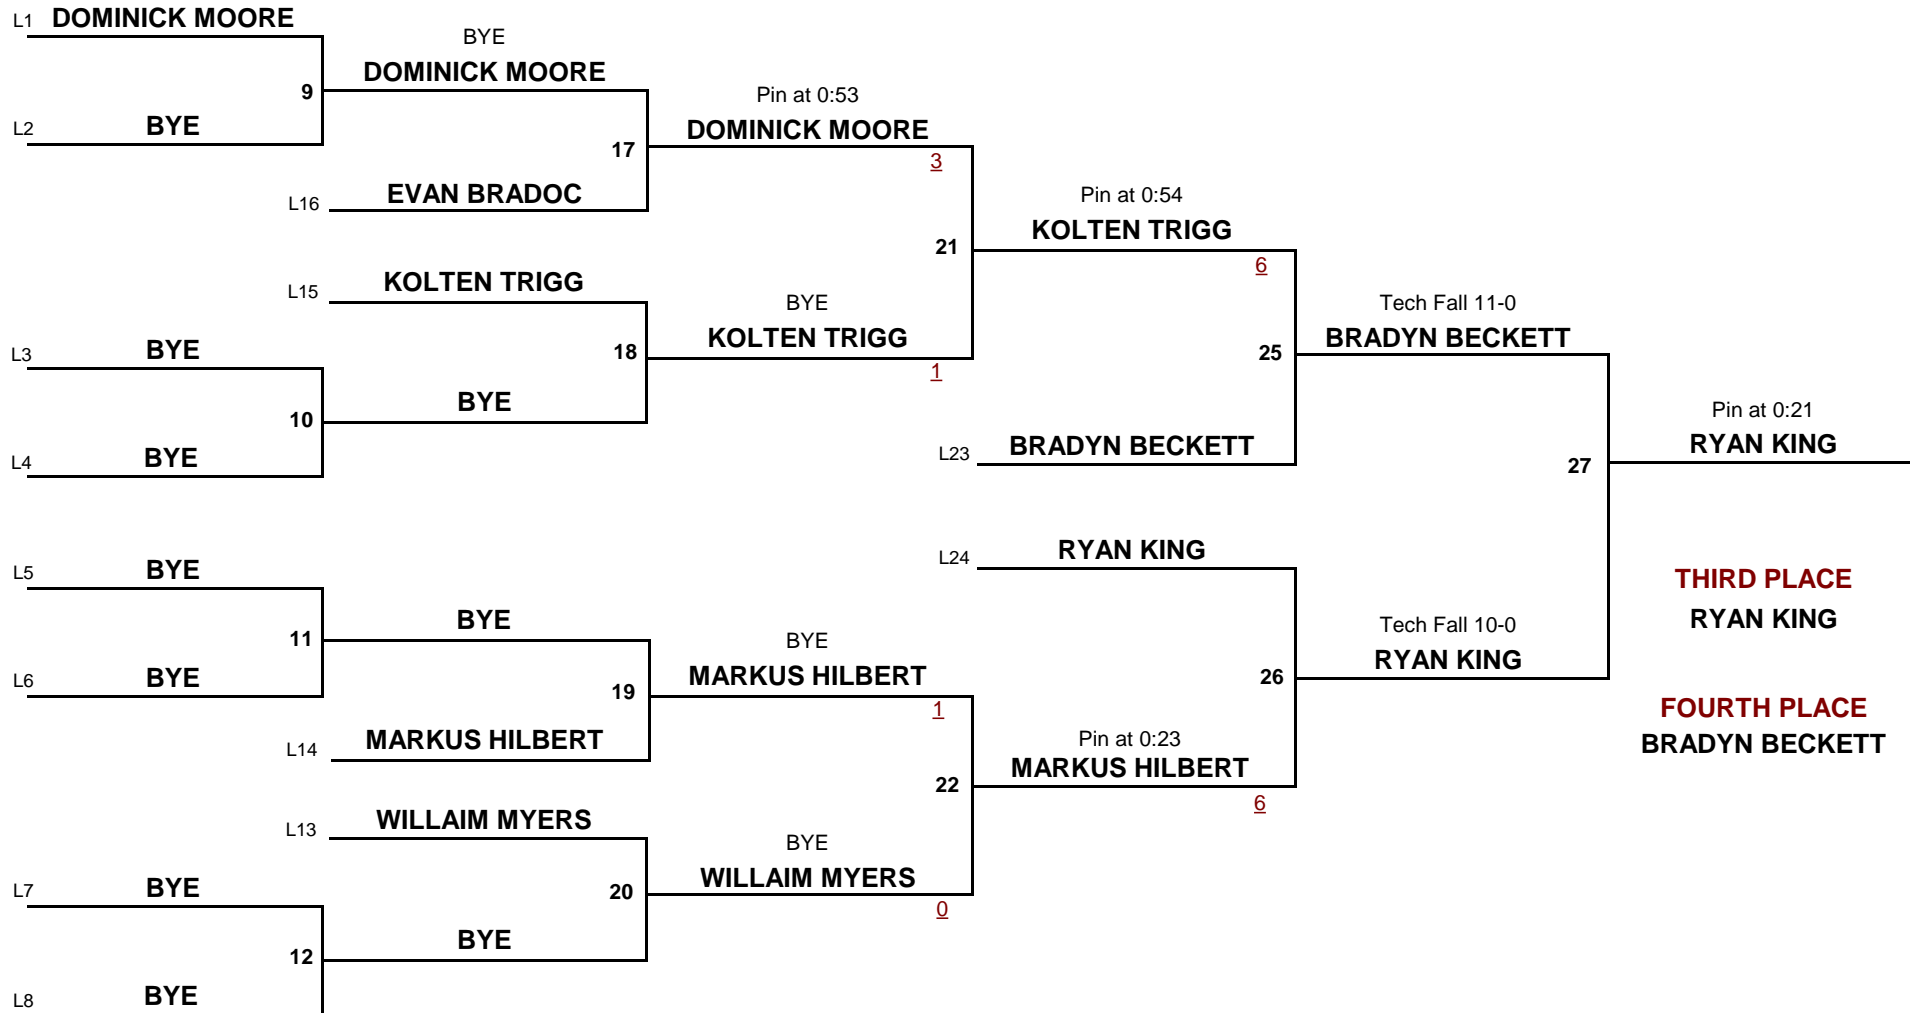 L1 DOMINICK MOORE
BYE
DOMINICK MOORE
9
Pin at 0:53
L2 BYE
DOMINICK MOORE
17
3
L16 EVAN BRADOC
Pin at 0:54
KOLTEN TRIGG
21
6
L15 KOLTEN TRIGG
BYE
Tech Fall 11-0
KOLTEN TRIGG
BRADYN BECKETT
L3 BYE
18
25
1
BYE
10
Pin at 0:21
L4 BYE
L23 BRADYN BECKETT
RYAN KING
27
L24 RYAN KING
L5 BYE
THIRD PLACE
RYAN KING
BYE
11
BYE
Tech Fall 10-0
RYAN KING
L6 BYE
MARKUS HILBERT
19
26
1
FOURTH PLACE
BRADYN BECKETT
L14 MARKUS HILBERT
Pin at 0:23
MARKUS HILBERT
22
6
L13 WILLAIM MYERS
BYE
WILLAIM MYERS
L7 BYE
20
0
BYE
12
L8 BYE